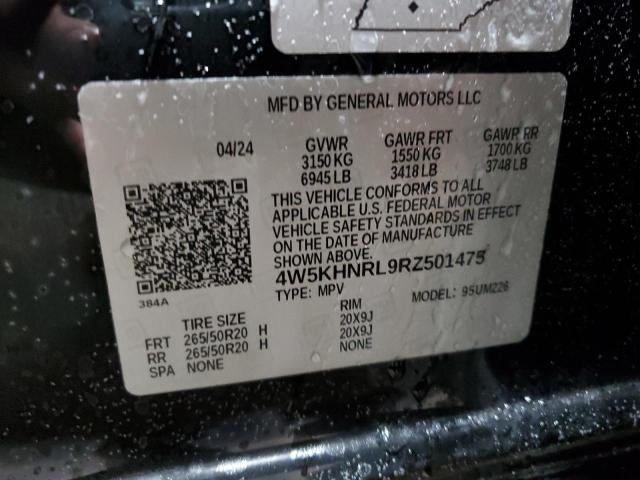 MFD BY GENERAL MOTORS LLC
04/24 GVWR GAWR FRT GAWR RR
3150 KG 1550 KG 1700 KG
6945 LB 3418 LB 3748 LB
THIS VEHICLE CONFORMS TO ALL
APPLICABLE U.S. FEDERAL MOTOR
VEHICLE SAFETY STANDARDS IN EFFECT
ON THE DATE OF MANUFACTURE
SHOWN ABOVE.
4W5KHNRL9RZ501475
384A
TYPE: MPV MODEL: 95UM226
TIRE SIZE RIM
FRT 265/50R20 H 20X9J
RR 265/50R20 H 20X9J
SPA NONE NONE